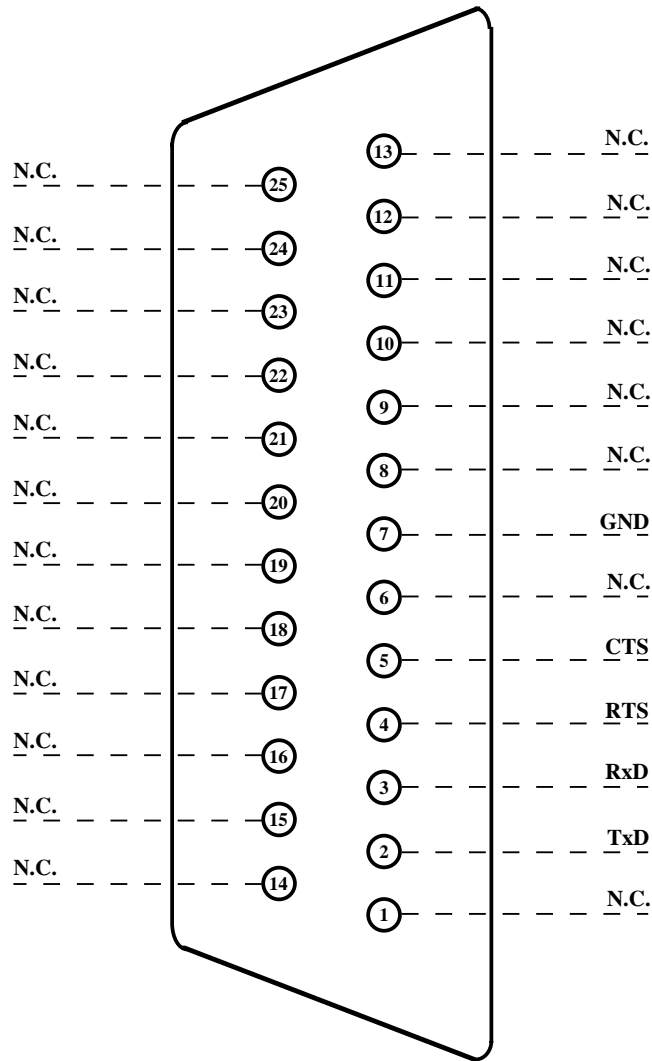 N.C. 25
N.C. 24
N.C. 23
N.C. 22
N.C. 21
N.C. 20
N.C. 19
N.C. 18
N.C. 17
N.C. 16
N.C. 15
N.C. 14
13 N.C.
12 N.C.
11 N.C.
10 N.C.
9 N.C.
8 N.C.
7 GND
6 N.C.
5 CTS
4 RTS
3 RxD
2 TxD
1 N.C.